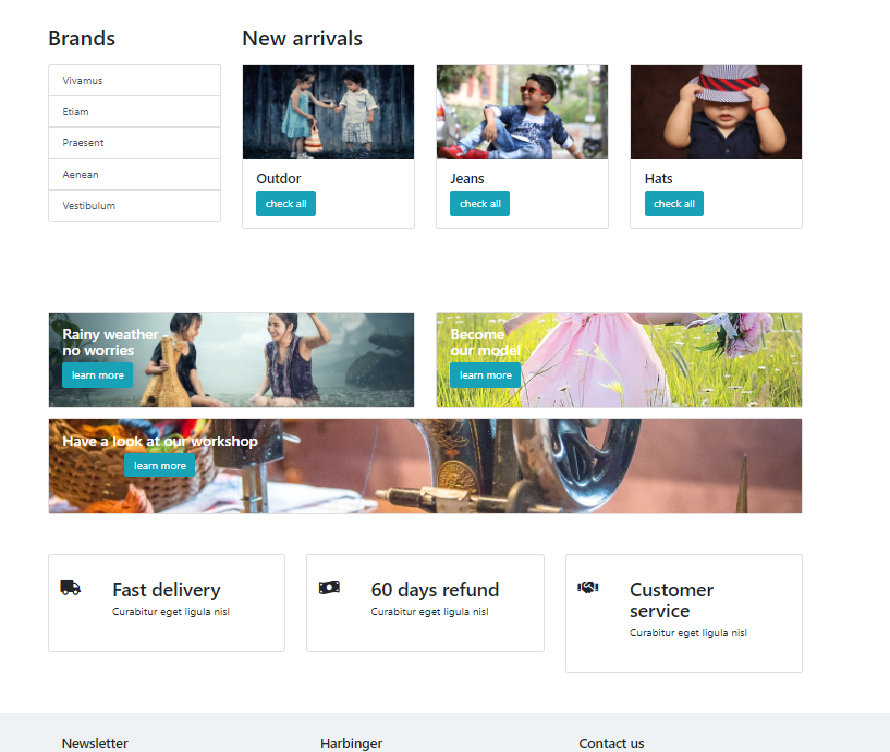 Brands
New arrivals
Vivamus
Etiam
Praesent
Aenean
Vestibulum
Outdor
Jeans
Hats
check all
check all
check all
Rainy weather -
no worries
learn more
Become
our model
learn more
Have a look at our workshop
learn more
Fast delivery
Curabitur eget ligula nisl
60 days refund
Curabitur eget ligula nisl
Customer
service
Curabitur eget ligula nisl
Newsletter
Harbinger
Contact us